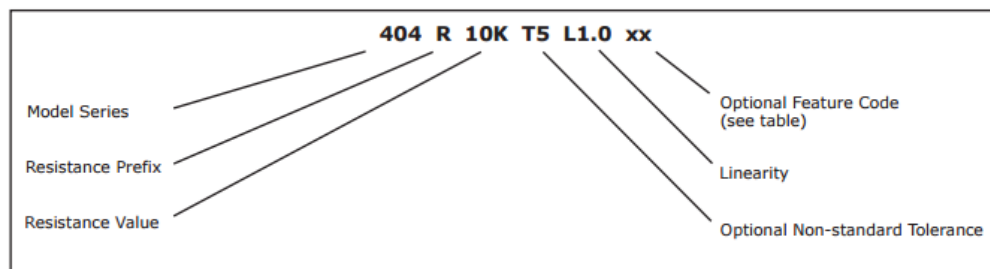 404 R 10K T5 L1.0 xx
Model Series
Resistance Prefix
Resistance Value
Optional Feature Code
(see table)
Linearity
Optional Non-standard Tolerance